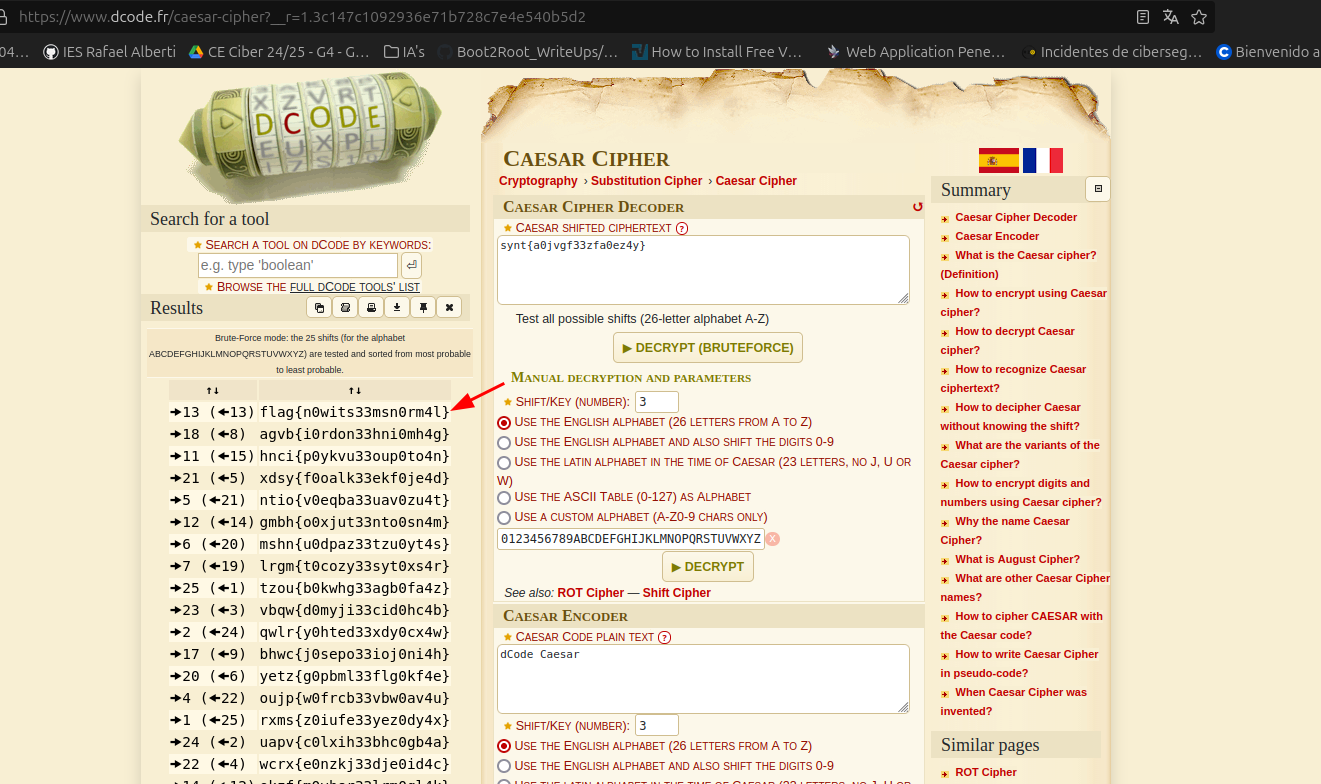 https://www.dcode.fr/caesar-cipher?__r=1.3c147c1092936e71b728c7e4e540b5d2
04… IES Rafael Alberti CE Ciber 24/25 - G4 - G… IA's Boot2Root_WriteUps/… How to Install Free V… Web Application Pene… Incidentes de ciberseg… Bienvenido a
DCODE
Search for a tool
★ SEARCH A TOOL ON DCODE BY KEYWORDS:
e.g. type 'boolean'
★ BROWSE THE FULL DCODE TOOLS' LIST
Results
Brute-Force mode: the 25 shifts (for the alphabet
ABCDEFGHIJKLMNOPQRSTUVWXYZ) are tested and sorted from most probable
to least probable.
↑↓ ↑↓
➔13 (🠔13) flag{n0wits33msn0rm4l}
➔18 (🠔8) agvb{i0rdon33hni0mh4g}
➔11 (🠔15) hnci{p0ykvu33oup0to4n}
➔21 (🠔5) xdsy{f0oalk33ekf0je4d}
➔5 (🠔21) ntio{v0eqba33uav0zu4t}
➔12 (🠔14) gmbh{o0xjut33nto0sn4m}
➔6 (🠔20) mshn{u0dpaz33tzu0yt4s}
➔7 (🠔19) lrgm{t0cozy33syt0xs4r}
➔25 (🠔1) tzou{b0kwhg33agb0fa4z}
➔23 (🠔3) vbqw{d0myji33cid0hc4b}
➔2 (🠔24) qwlr{y0hted33xdy0cx4w}
➔17 (🠔9) bhwc{j0sepo33ioj0ni4h}
➔20 (🠔6) yetz{g0pbml33flg0kf4e}
➔4 (🠔22) oujp{w0frcb33vbw0av4u}
➔1 (🠔25) rxms{z0iufe33yez0dy4x}
➔24 (🠔2) uapv{c0lxih33bhc0gb4a}
➔22 (🠔4) wcrx{e0nzkj33dje0id4c}
CAESAR CIPHER
Cryptography › Substitution Cipher › Caesar Cipher
CAESAR CIPHER DECODER
★ CAESAR SHIFTED CIPHERTEXT ?
synt{a0jvgf33zfa0ez4y}
Test all possible shifts (26-letter alphabet A-Z)
▶ DECRYPT (BRUTEFORCE)
MANUAL DECRYPTION AND PARAMETERS
★ SHIFT/KEY (NUMBER): 3
USE THE ENGLISH ALPHABET (26 LETTERS FROM A TO Z)
USE THE ENGLISH ALPHABET AND ALSO SHIFT THE DIGITS 0-9
USE THE LATIN ALPHABET IN THE TIME OF CAESAR (23 LETTERS, NO J, U OR
W)
USE THE ASCII TABLE (0-127) AS ALPHABET
USE A CUSTOM ALPHABET (A-Z0-9 CHARS ONLY)
0123456789ABCDEFGHIJKLMNOPQRSTUVWXYZ X
▶ DECRYPT
See also: ROT Cipher — Shift Cipher
CAESAR ENCODER
★ CAESAR CODE PLAIN TEXT ?
dCode Caesar
★ SHIFT/KEY (NUMBER): 3
USE THE ENGLISH ALPHABET (26 LETTERS FROM A TO Z)
USE THE ENGLISH ALPHABET AND ALSO SHIFT THE DIGITS 0-9
Summary
Caesar Cipher Decoder
Caesar Encoder
What is the Caesar cipher?
(Definition)
How to encrypt using Caesar
cipher?
How to decrypt Caesar
cipher?
How to recognize Caesar
ciphertext?
How to decipher Caesar
without knowing the shift?
What are the variants of the
Caesar cipher?
How to encrypt digits and
numbers using Caesar cipher?
Why the name Caesar
Cipher?
What is August Cipher?
What are other Caesar Cipher
names?
How to cipher CAESAR with
the Caesar code?
How to write Caesar Cipher
in pseudo-code?
When Caesar Cipher was
invented?
Similar pages
ROT Cipher